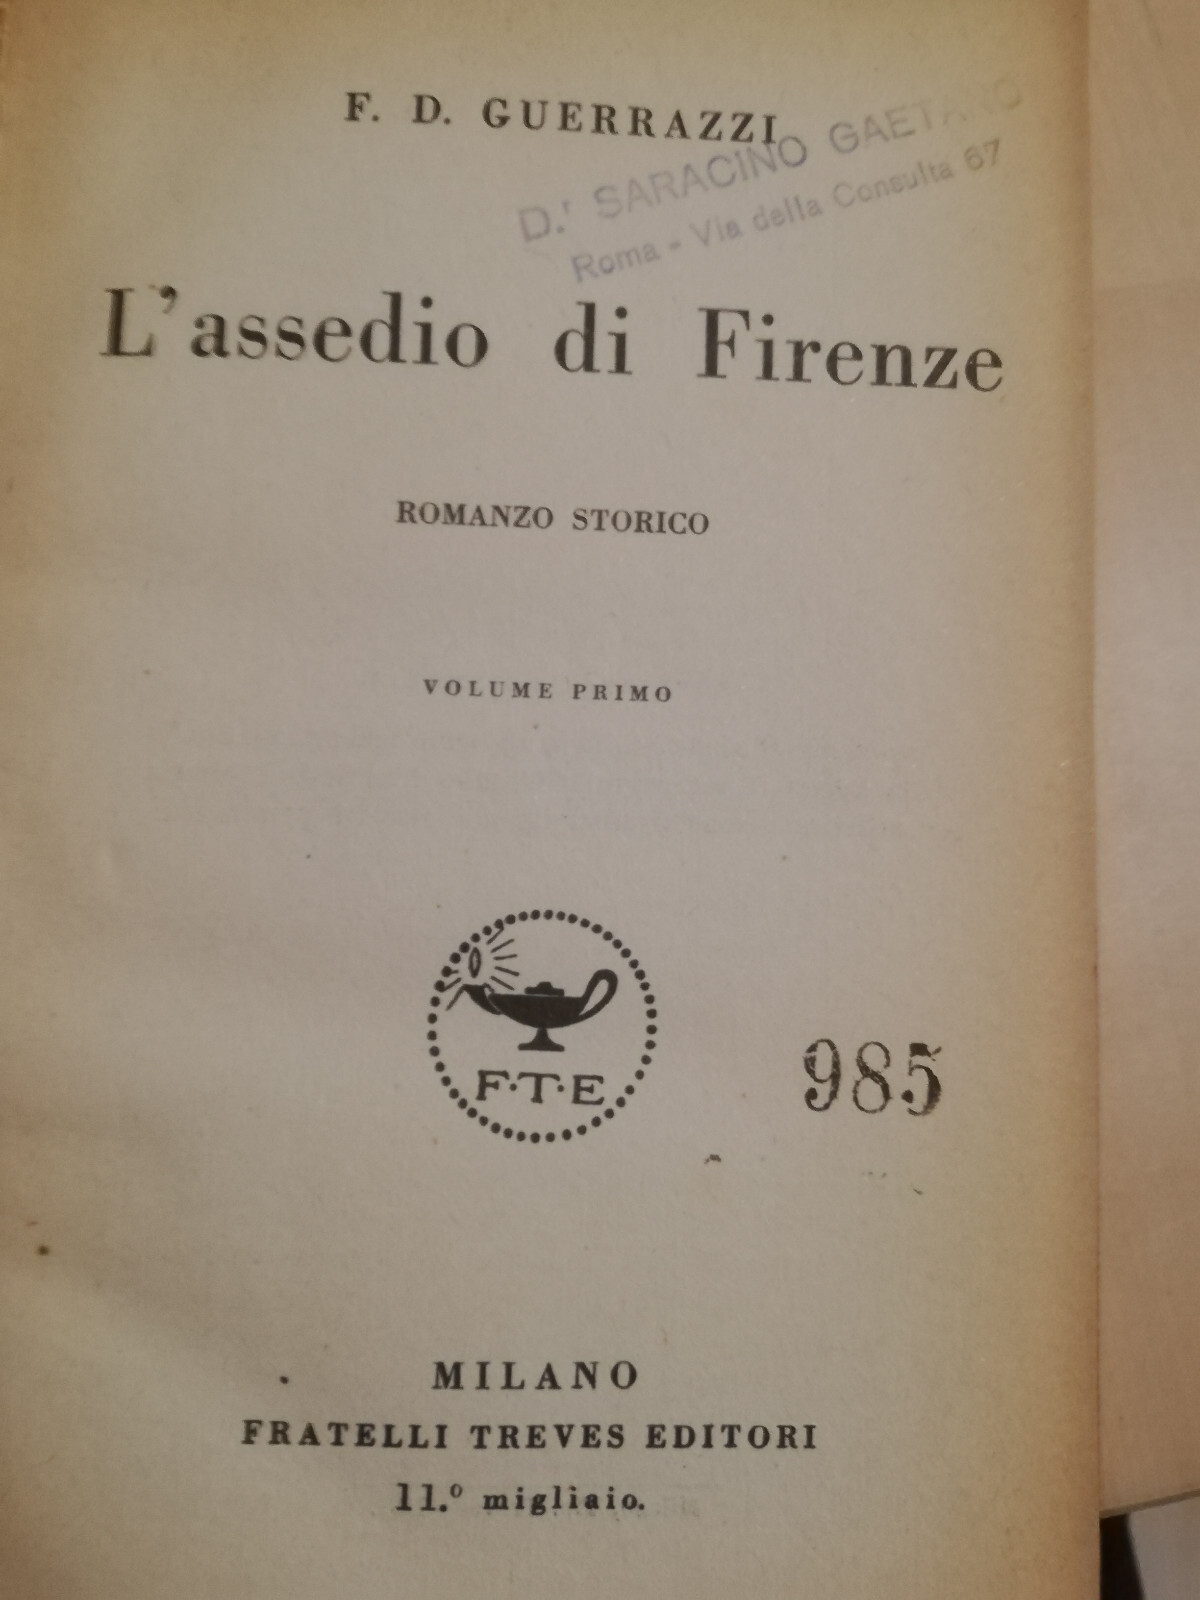 F. D. GUERRAZZI
D.r SARACINO GAETANO
Roma - Via della Consulta 67
L'assedio di Firenze
ROMANZO STORICO
VOLUME PRIMO
F·T·E
985
MILANO
FRATELLI TREVES EDITORI
11.º migliaio.